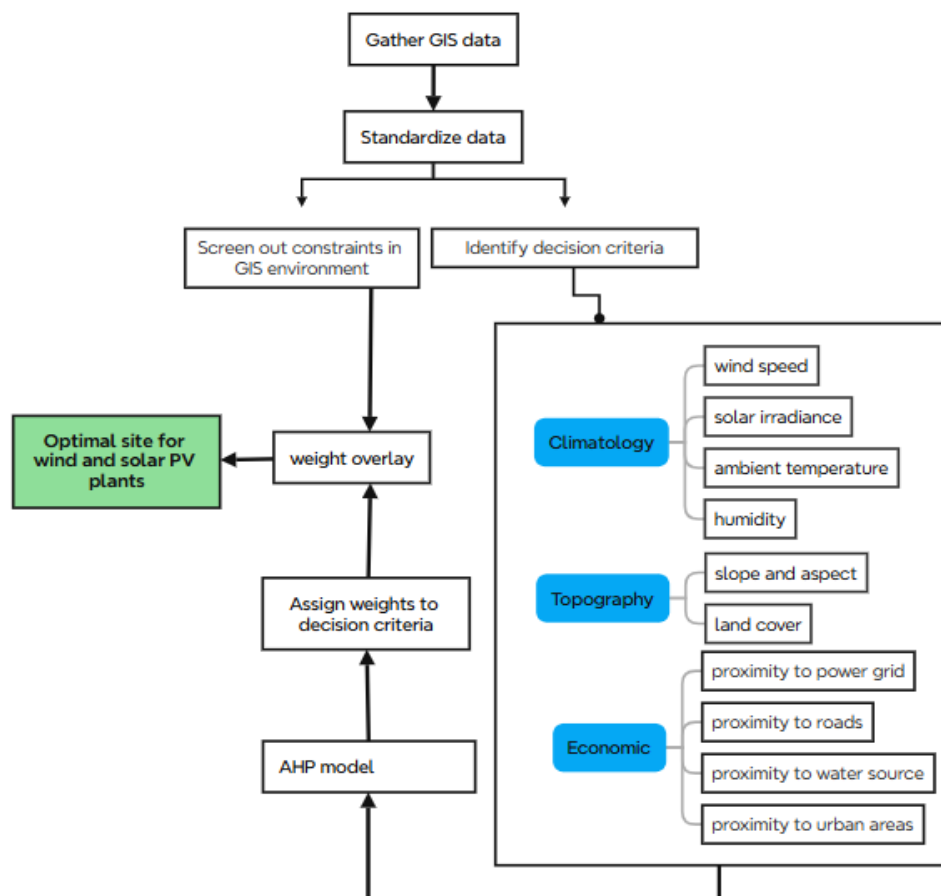 Gather GIS data
Standardize data
Screen out constraints in
GIS environment
Identify decision criteria
wind speed
solar irradiance
Climatology
ambient temperature
humidity
Optimal site for
wind and solar PV
plants
weight overlay
slope and aspect
Topography
land cover
Assign weights to
decision criteria
proximity to power grid
proximity to roads
Economic
proximity to water source
proximity to urban areas
AHP model